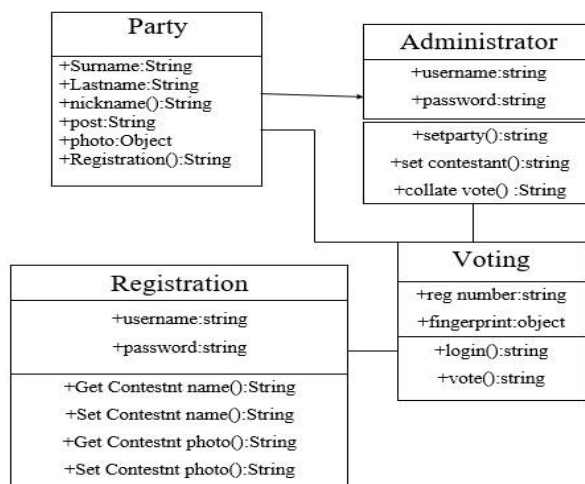 Party
+Surname:String
+Lastname:String
+nickname():String
+post:String
+photo:Object
+Registration():String
Administrator
+username:string
+password:string
+setparty():string
+set contestant():string
+collate vote() :String
Registration
+username:string
+password:string
+Get Contestnt name():String
+Set Contestnt name():String
+Get Contestnt photo():String
+Set Contestnt photo():String
Voting
+reg number:string
+fingerprint:object
+login():string
+vote():string